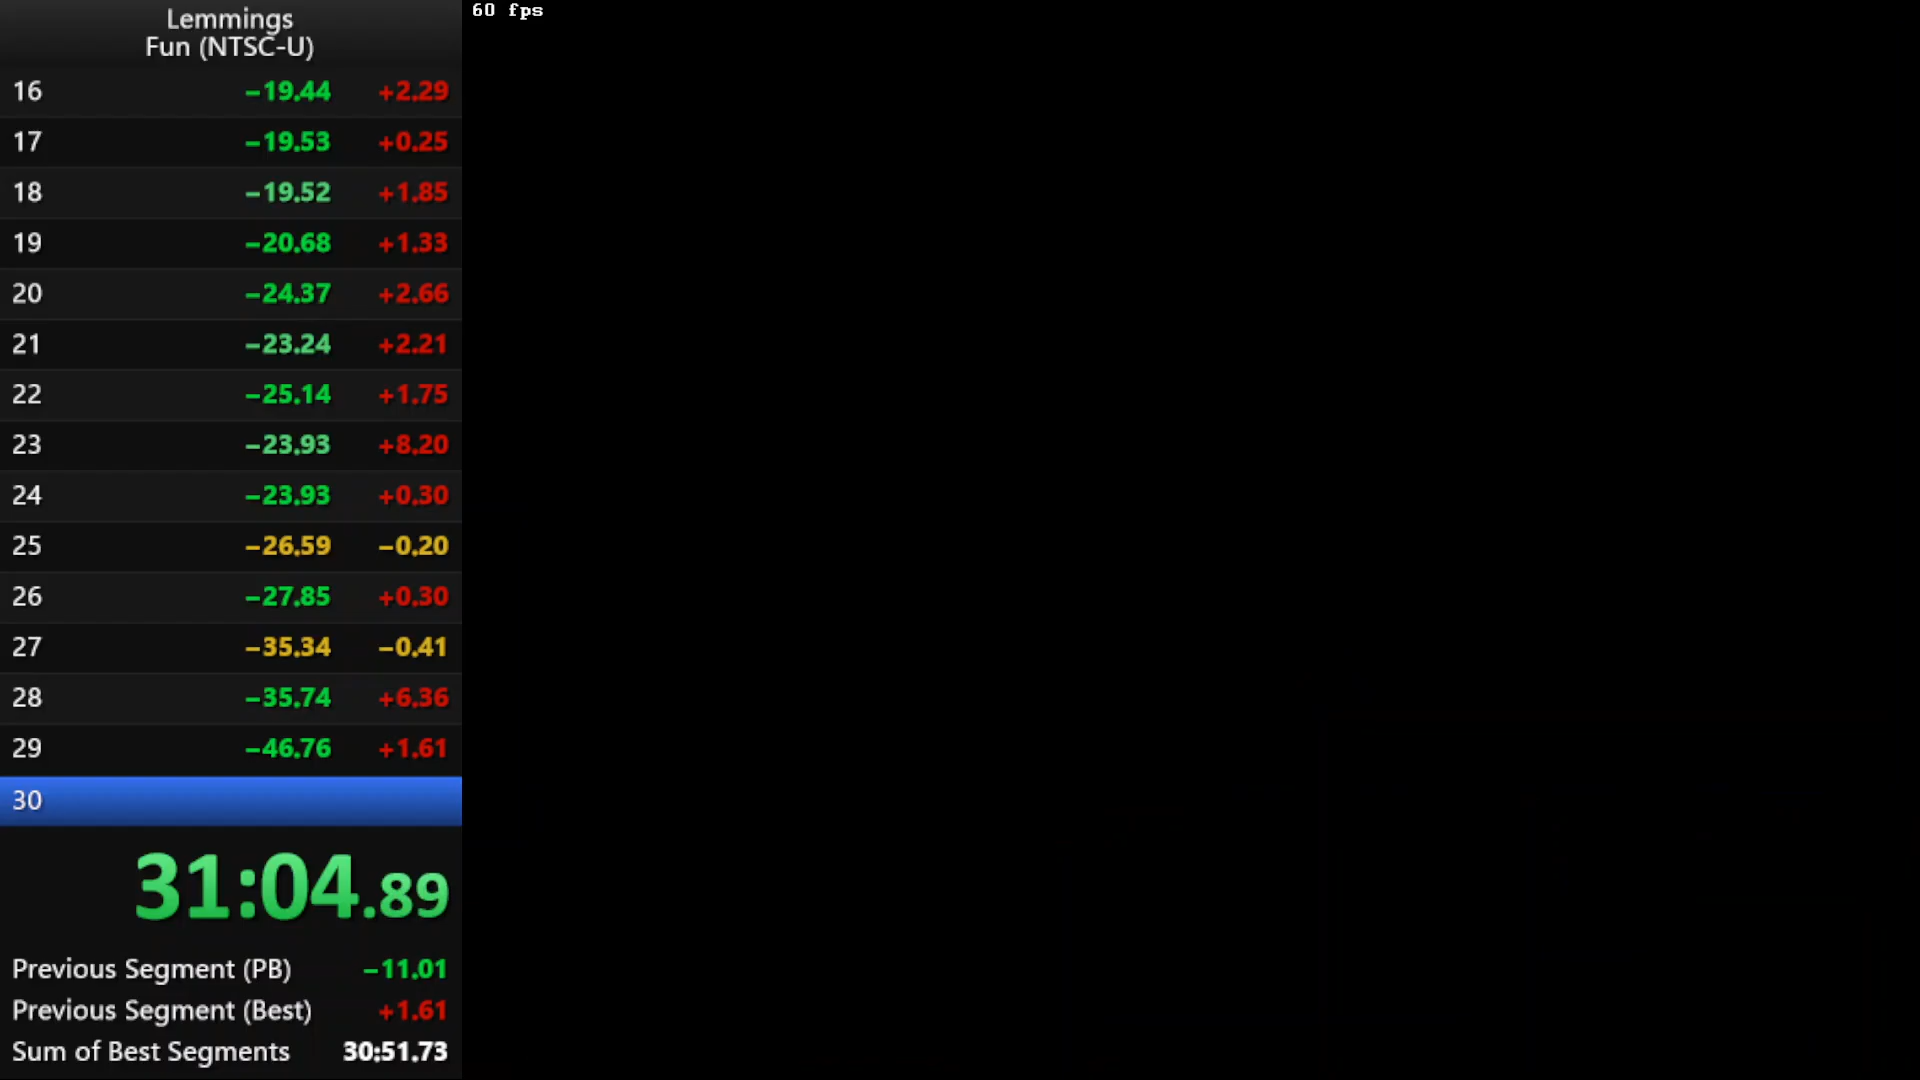 Lemmings
Fun (NTSC-U)
60 fps
16 −19.44 +2.29
17 −19.53 +0.25
18 −19.52 +1.85
19 −20.68 +1.33
20 −24.37 +2.66
21 −23.24 +2.21
22 −25.14 +1.75
23 −23.93 +8.20
24 −23.93 +0.30
25 −26.59 −0.20
26 −27.85 +0.30
27 −35.34 −0.41
28 −35.74 +6.36
29 −46.76 +1.61
30
31:04.89
Previous Segment (PB) −11.01
Previous Segment (Best) +1.61
Sum of Best Segments 30:51.73